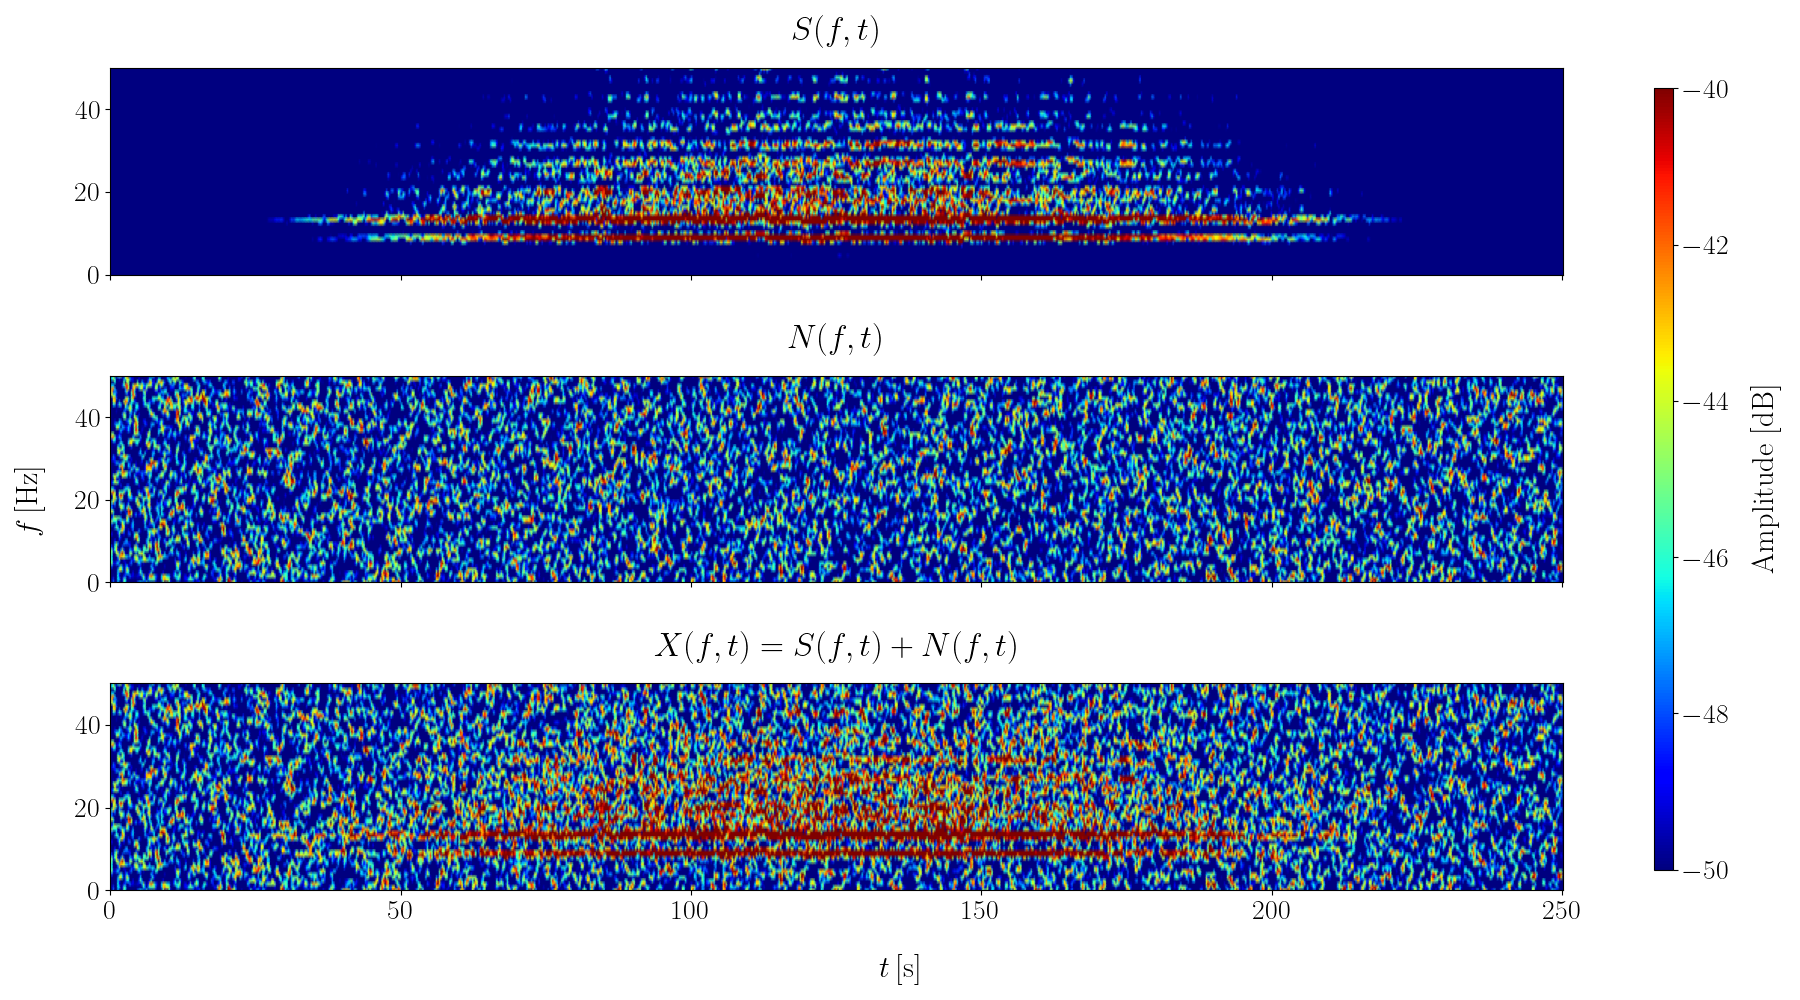 S(f, t)
40
20
0
N(f, t)
40
20
0
X(f, t) = S(f, t) + N(f, t)
40
20
0
0 50 100 150 200 250
t [s]
f [Hz]
−40
−42
−44
−46
−48
−50
Amplitude [dB]